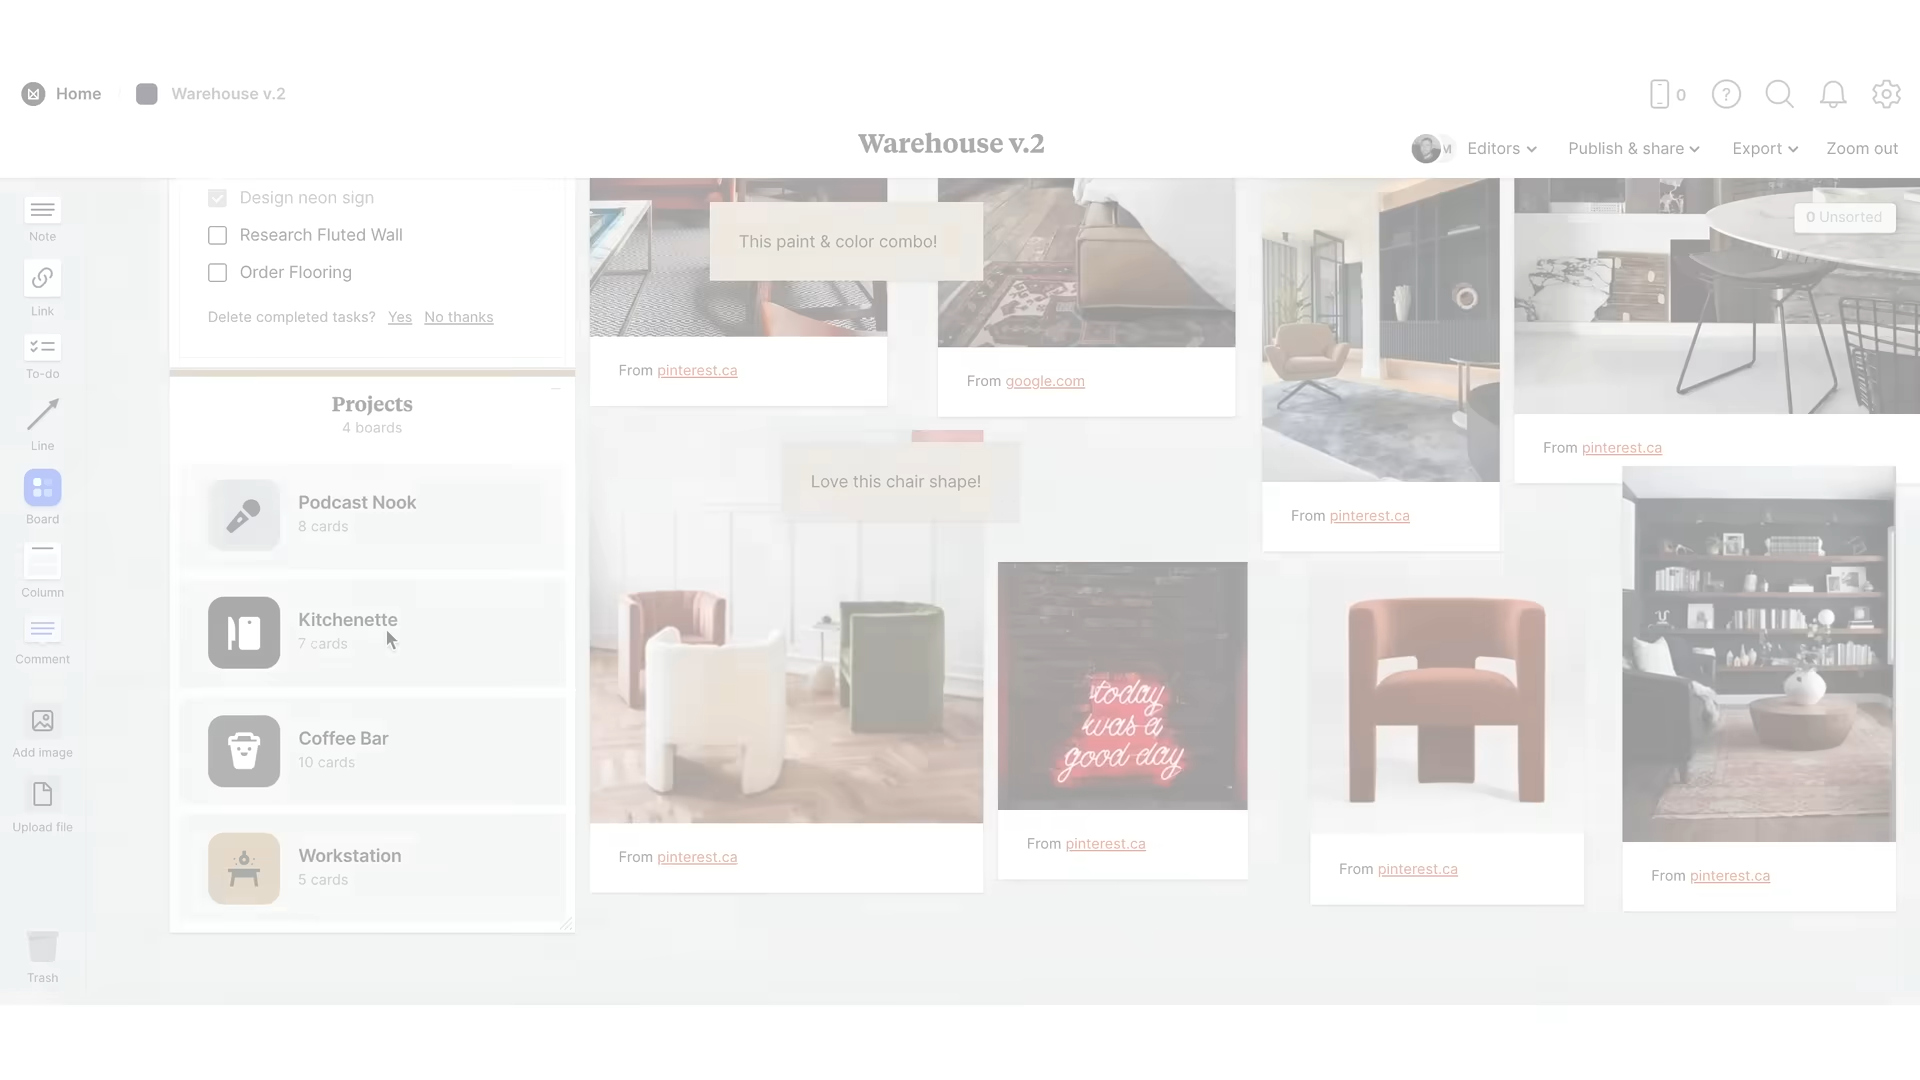 Home
Warehouse v.2
0
?
Warehouse v.2
M
Editors
Publish & share
Export
Zoom out
Note
Link
To-do
Line
Board
Column
Comment
Add image
Upload file
Trash
Design neon sign
Research Fluted Wall
Order Flooring
Delete completed tasks? Yes No thanks
Projects
4 boards
Podcast Nook
8 cards
Kitchenette
7 cards
Coffee Bar
10 cards
Workstation
5 cards
This paint & color combo!
From pinterest.ca
From google.com
Love this chair shape!
From pinterest.ca
today
was a
good day
From pinterest.ca
From pinterest.ca
From pinterest.ca
0 Unsorted
From pinterest.ca
From pinterest.ca